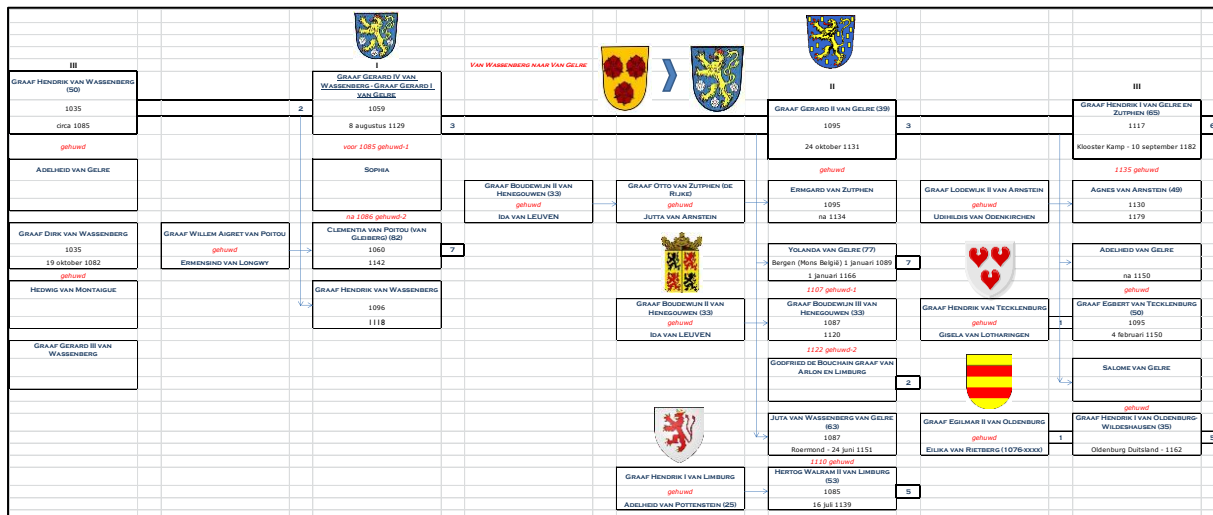 III
GRAAF HENDRIK VAN WASSENBERG
(50)
1035
circa 1085
gehuwd
ADELHEID VAN GELRE
GRAAF DIRK VAN WASSENBERG
1035
19 oktober 1082
gehuwd
HEDWIG VAN MONTAIGUE
GRAAF GERARD III VAN
WASSENBERG
GRAAF WILLEM AIGRET VAN POITOU
gehuwd
ERMENSIND VAN LONGWY
2
I
GRAAF GERARD IV VAN
WASSENBERG - GRAAF GERARD I
VAN GELRE
1059
8 augustus 1129
3
voor 1085 gehuwd-1
SOPHIA
na 1086 gehuwd-2
CLEMENTIA VAN POITOU (VAN
GLEIBERG) (82)
1060
7
1142
GRAAF HENDRIK VAN WASSENBERG
1096
1118
VAN WASSENBERG NAAR VAN GELRE
GRAAF BOUDEWIJN II VAN
HENEGOUWEN (33)
gehuwd
IDA VAN LEUVEN
GRAAF OTTO VAN ZUTPHEN (DE
RIJKE)
gehuwd
JUTTA VAN ARNSTEIN
GRAAF BOUDEWIJN II VAN
HENEGOUWEN (33)
gehuwd
IDA VAN LEUVEN
GRAAF HENDRIK I VAN LIMBURG
gehuwd
ADELHEID VAN POTTENSTEIN (25)
II
GRAAF GERARD II VAN GELRE (39)
1095
3
24 oktober 1131
gehuwd
ERMGARD VAN ZUTPHEN
1095
na 1134
YOLANDA VAN GELRE (77)
Bergen (Mons België) 1 januari 1089
7
1 januari 1166
1107 gehuwd-1
GRAAF BOUDEWIJN III VAN
HENEGOUWEN (33)
1087
1120
1122 gehuwd-2
GODFRIED DE BOUCHAIN GRAAF VAN
ARLON EN LIMBURG
2
JUTA VAN WASSENBERG VAN GELRE
(63)
1087
Roermond - 24 juni 1151
1110 gehuwd
HERTOG WALRAM II VAN LIMBURG
(53)
1085
5
16 juli 1139
GRAAF LODEWIJK II VAN ARNSTEIN
gehuwd
UDIHILDIS VAN ODENKIRCHEN
GRAAF HENDRIK VAN TECKLENBURG
gehuwd
1
GISELA VAN LOTHARINGEN
GRAAF EGILMAR II VAN OLDENBURG
gehuwd
1
EILIKA VAN RIETBERG (1076-XXXX)
III
GRAAF HENDRIK I VAN GELRE EN
ZUTPHEN (65)
1117
6
Klooster Kamp - 10 september 1182
1135 gehuwd
AGNES VAN ARNSTEIN (49)
1130
1179
ADELHEID VAN GELRE
na 1150
gehuwd
GRAAF EGBERT VAN TECKLENBURG
(50)
1095
4 februari 1150
SALOME VAN GELRE
gehuwd
GRAAF HENDRIK I VAN OLDENBURG-
WILDESHAUSEN (35)
5
Oldenburg Duitsland - 1162